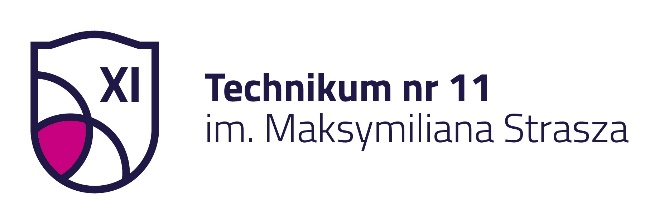 XI
Technikum nr 11
im. Maksymiliana Strasza